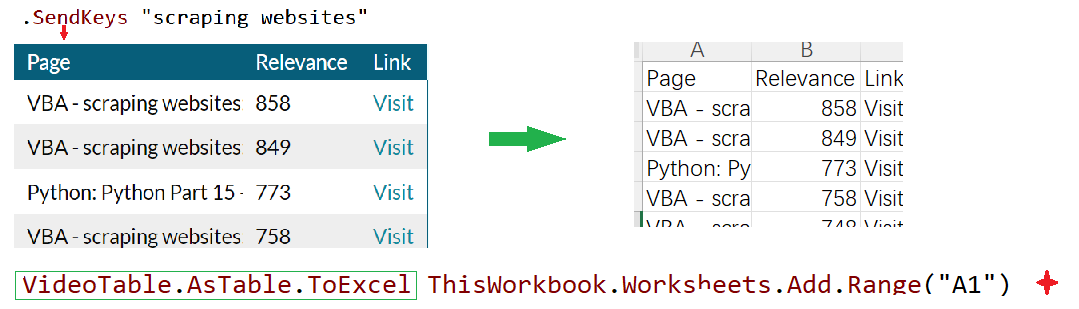 .SendKeys "scraping websites"
Page Relevance Link
VBA - scraping websites 858 Visit
VBA - scraping websites 849 Visit
Python: Python Part 15 - 773 Visit
VBA - scraping websites 758 Visit
A B
Page Relevance Link
VBA - scra 858 Visit
VBA - scra 849 Visit
Python: Py 773 Visit
VBA - scra 758 Visit
VBA - scra 748 Visit
VideoTable.AsTable.ToExcel ThisWorkbook.Worksheets.Add.Range("A1")